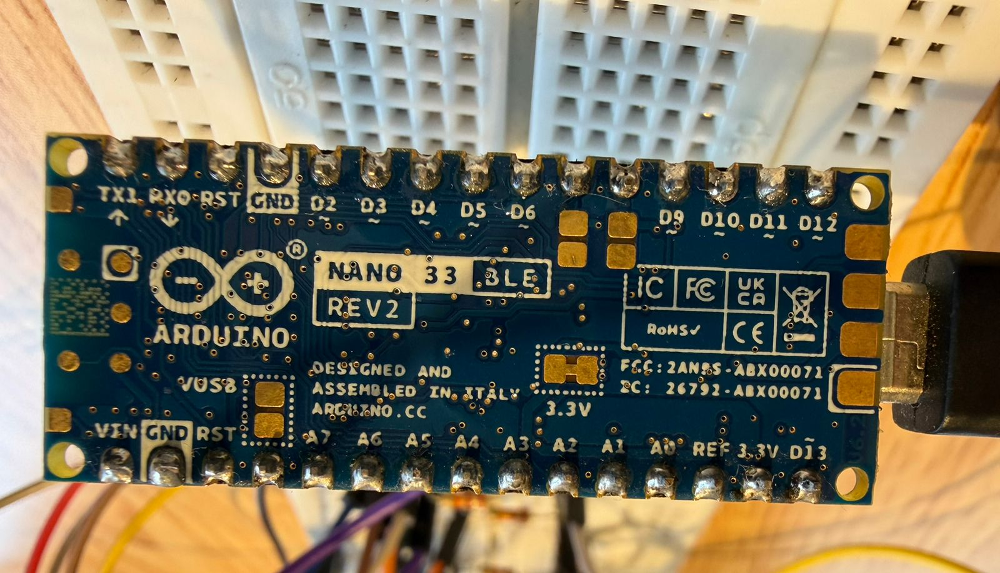 TX1 RX0 RST GND D2 D3 D4 D5 D6 D9 D10 D11 D12
~ ~ ~ ~ ~ ~ ~ ~ ~
↑ ↓
®
NANO 33 BLE
REV2
ARDUINO
IC FC UK CA
RoHS✓ CE
DESIGNED AND
ASSEMBLED IN ITALY
ARDUINO.CC
FCC:2ANBS-ABX00071
IC: 26792-ABX00071
VUSB
3.3V
VIN GND RST A7 A6 A5 A4 A3 A2 A1 A0 REF 3.3V D13
~